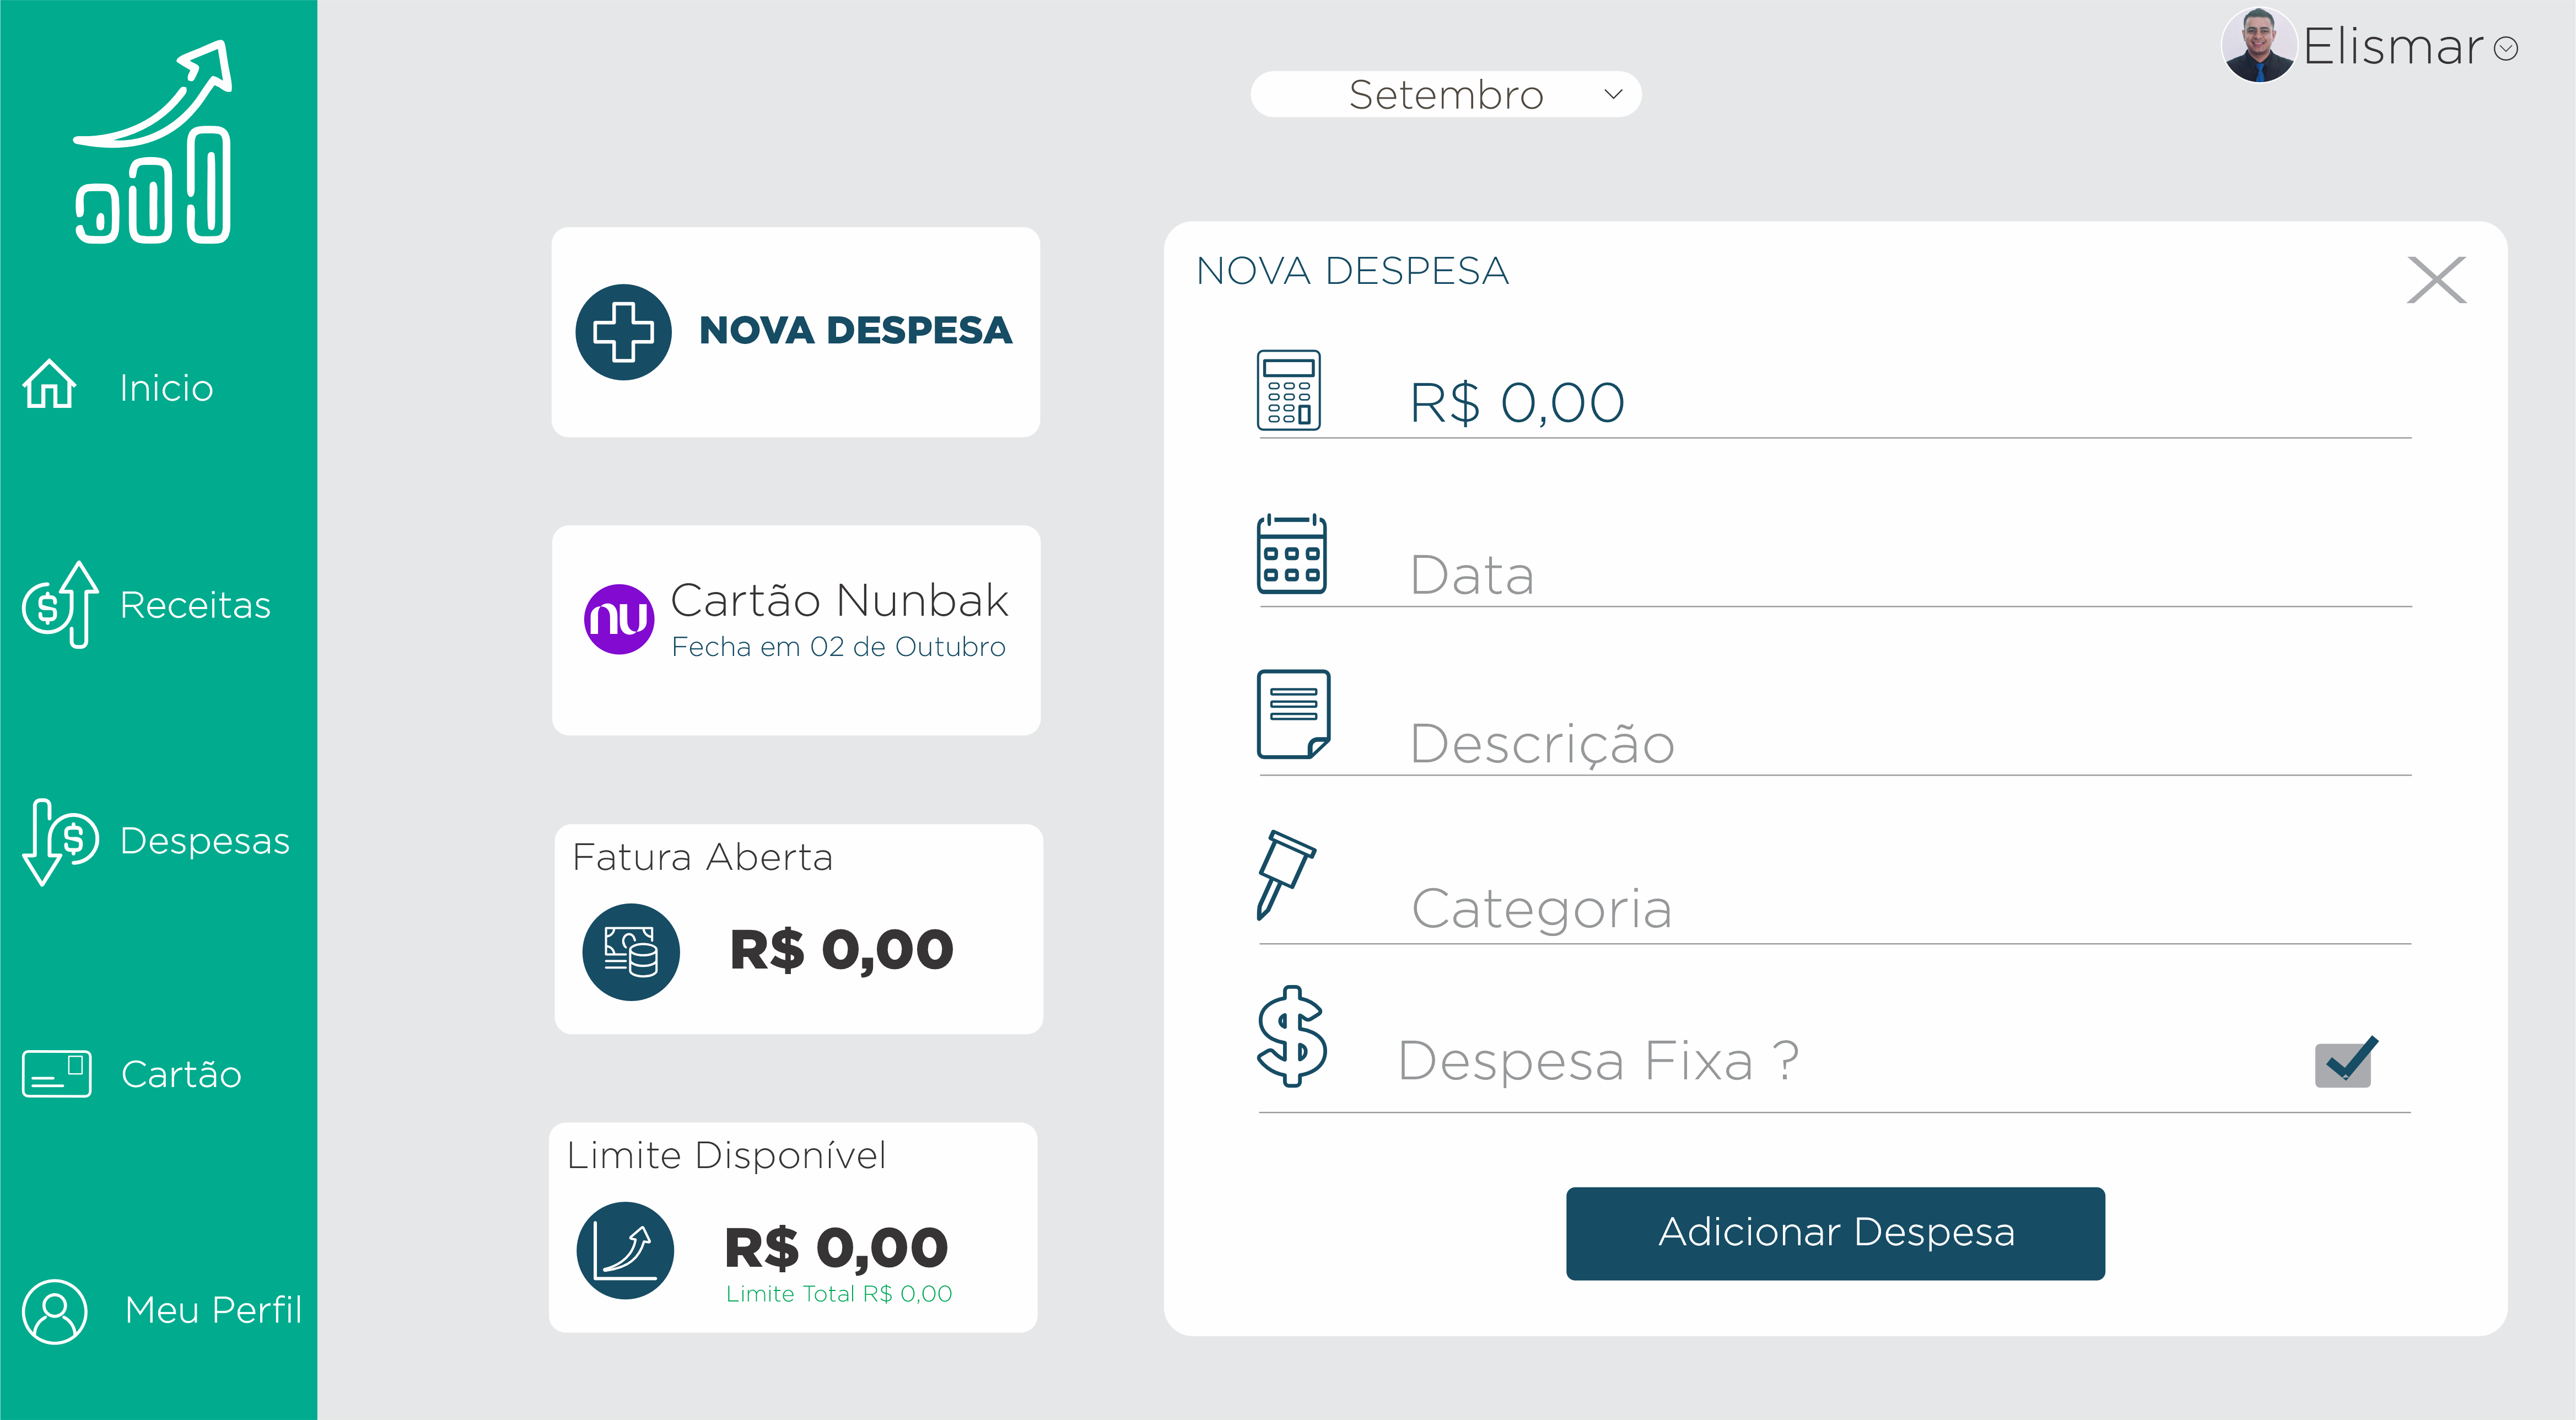 Elismar
Setembro
Inicio
Receitas
Despesas
Cartão
Meu Perfil
NOVA DESPESA
nu
Cartão Nunbak
Fecha em 02 de Outubro
Fatura Aberta
R$ 0,00
Limite Disponível
R$ 0,00
Limite Total R$ 0,00
NOVA DESPESA
R$ 0,00
Data
Descrição
Categoria
Despesa Fixa ?
Adicionar Despesa